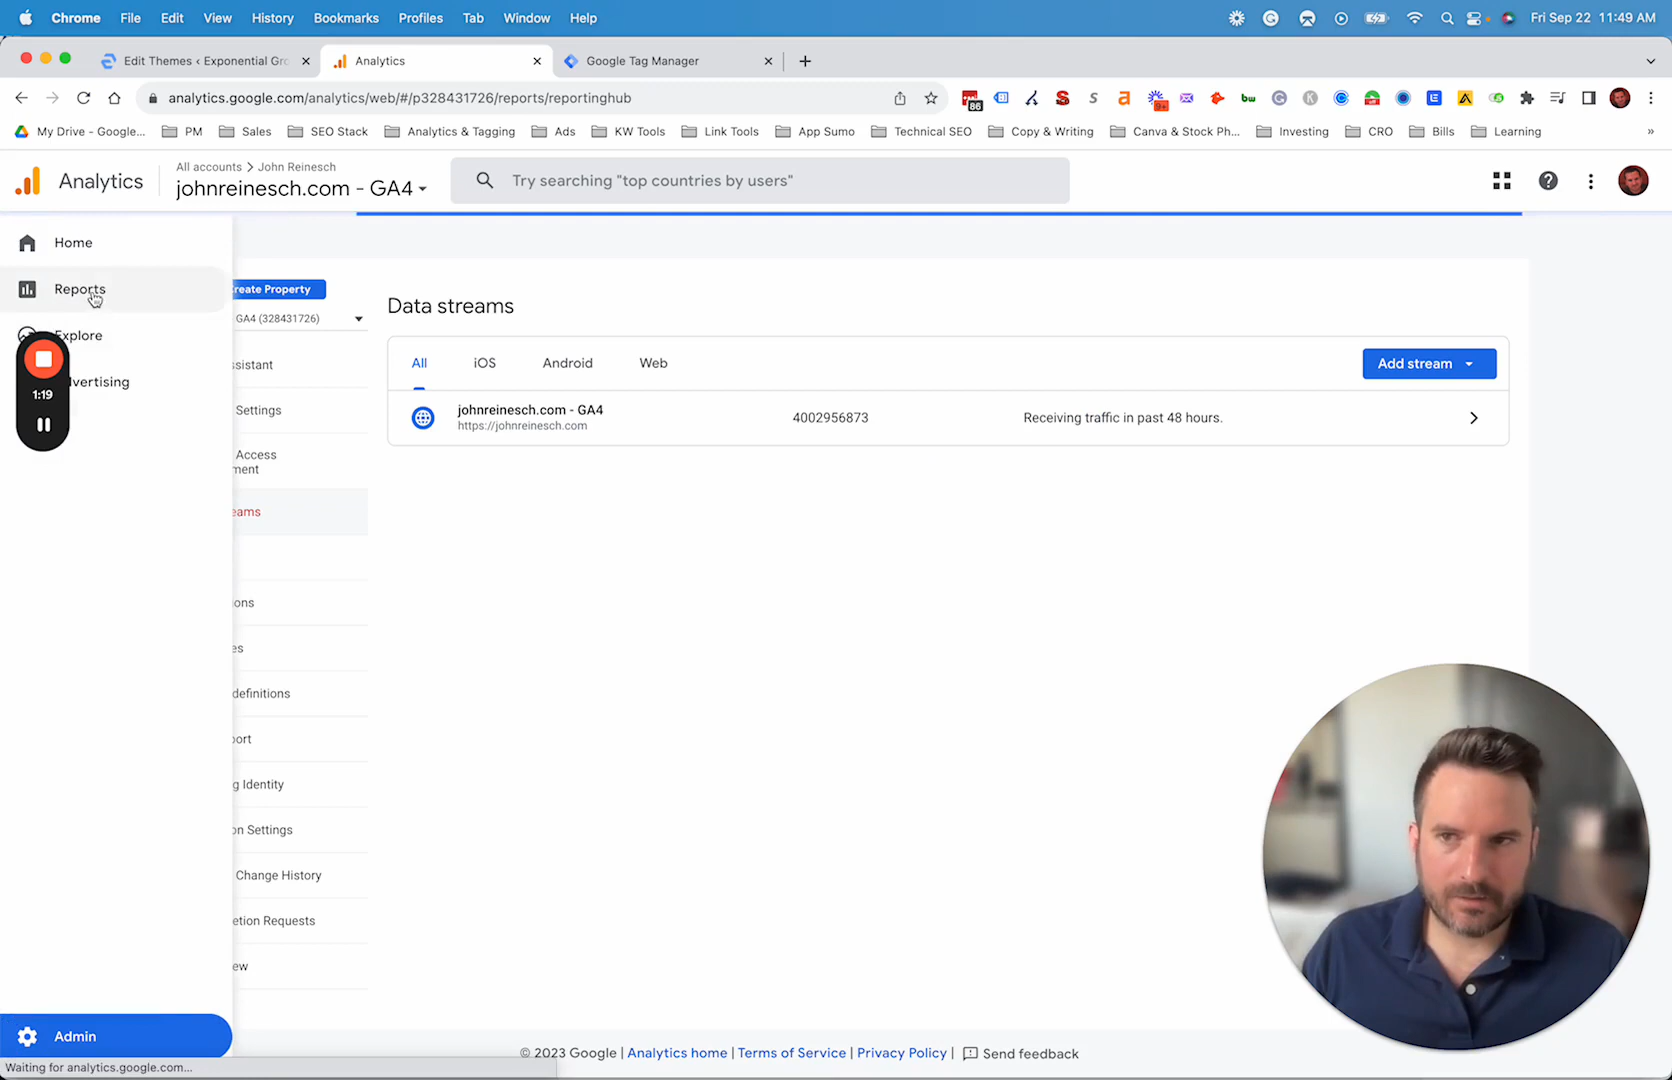 Chrome File Edit View History Bookmarks Profiles Tab Window Help Fri Sep 22 11:49 AM
Edit Themes ‹ Exponential Gro Analytics Google Tag Manager
analytics.google.com/analytics/web/#/p328431726/reports/reportinghub
86 9+
My Drive - Google... PM Sales SEO Stack Analytics & Tagging Ads KW Tools Link Tools App Sumo Technical SEO Copy & Writing Canva & Stock Ph... Investing CRO Bills Learning »
All accounts > John Reinesch
Analytics johnreinesch.com - GA4 Try searching "top countries by users"
Home
Reports
Explore
vertising
1:19
reate Property
GA4 (328431726)
sistant
Settings
Access
ment
eams
ions
es
definitions
ort
g Identity
on Settings
Change History
etion Requests
ew
Admin
Data streams
All iOS Android Web Add stream
johnreinesch.com - GA4 4002956873 Receiving traffic in past 48 hours.
https://johnreinesch.com
© 2023 Google | Analytics home | Terms of Service | Privacy Policy | Send feedback
Waiting for analytics.google.com...